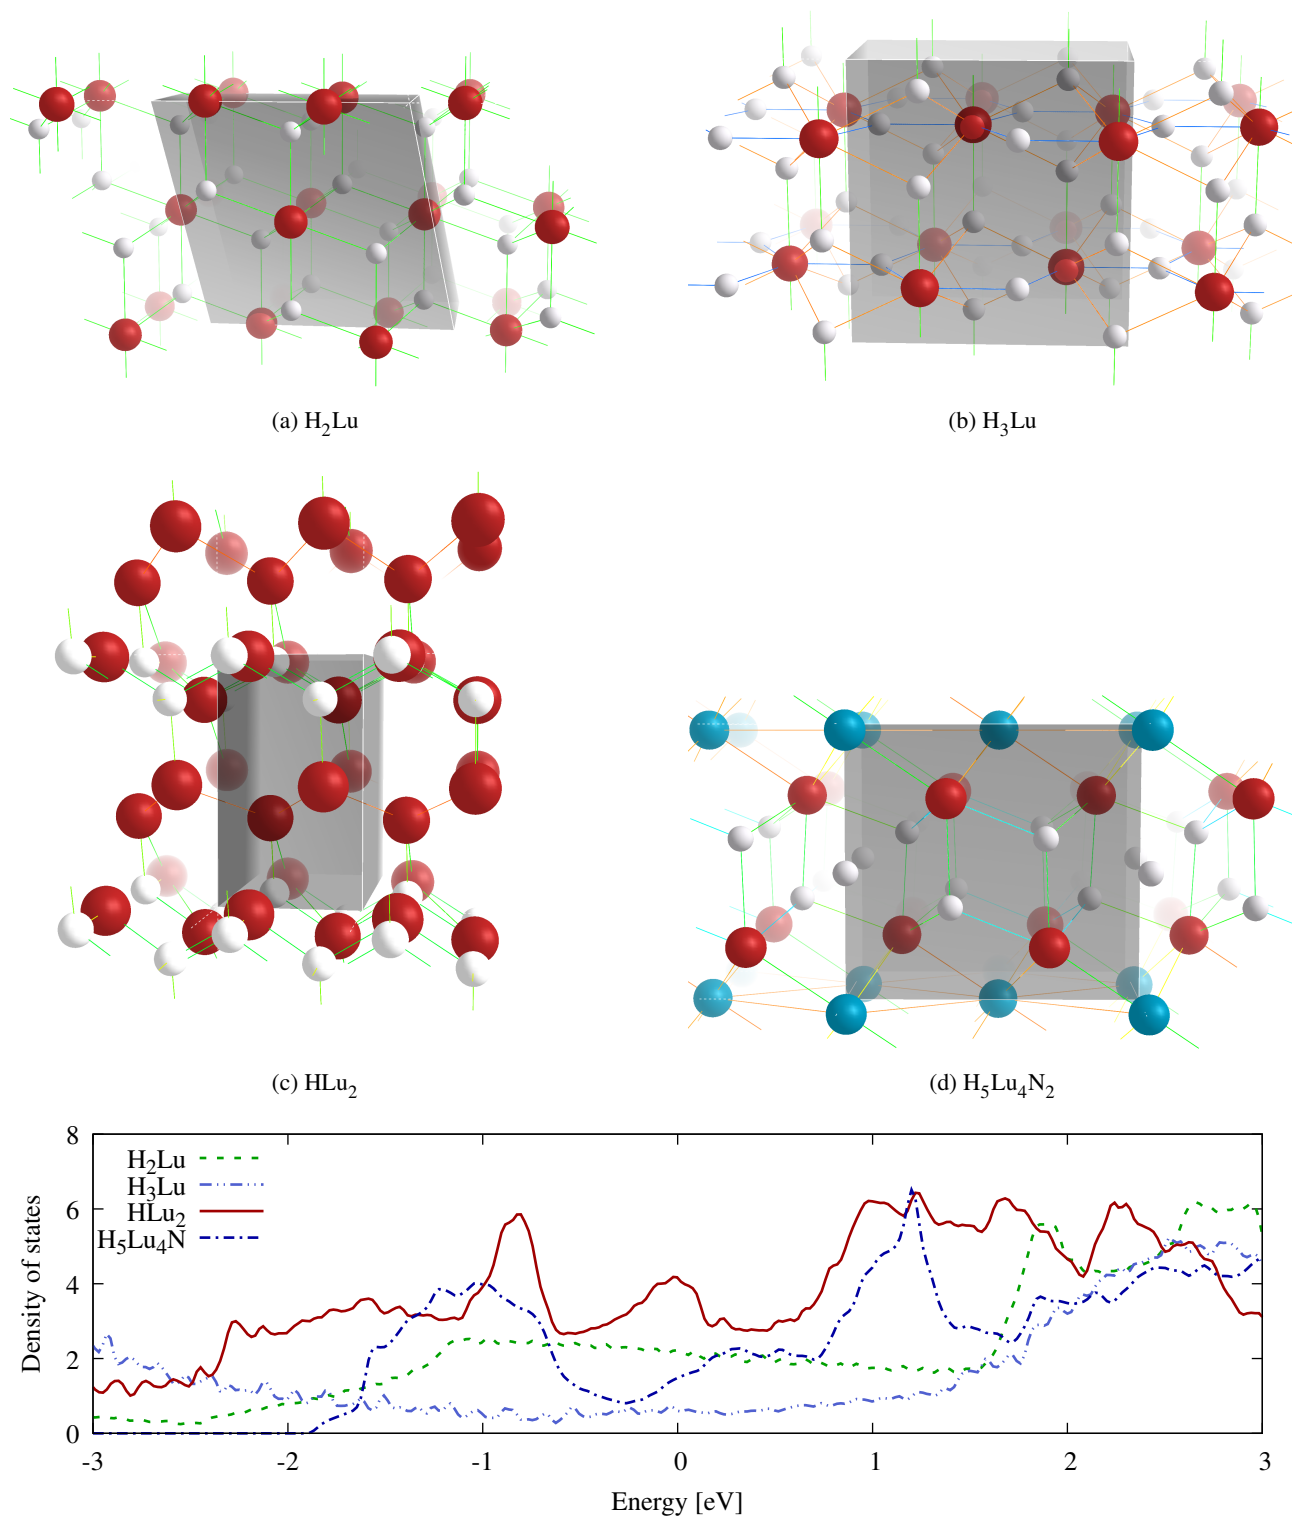 (a) H₂Lu
(b) H₃Lu
(c) HLu₂
(d) H₅Lu₄N₂
Density of states
8
6
4
2
0
H₂Lu
H₃Lu
HLu₂
H₅Lu₄N
-3 -2 -1 0 1 2 3
Energy [eV]